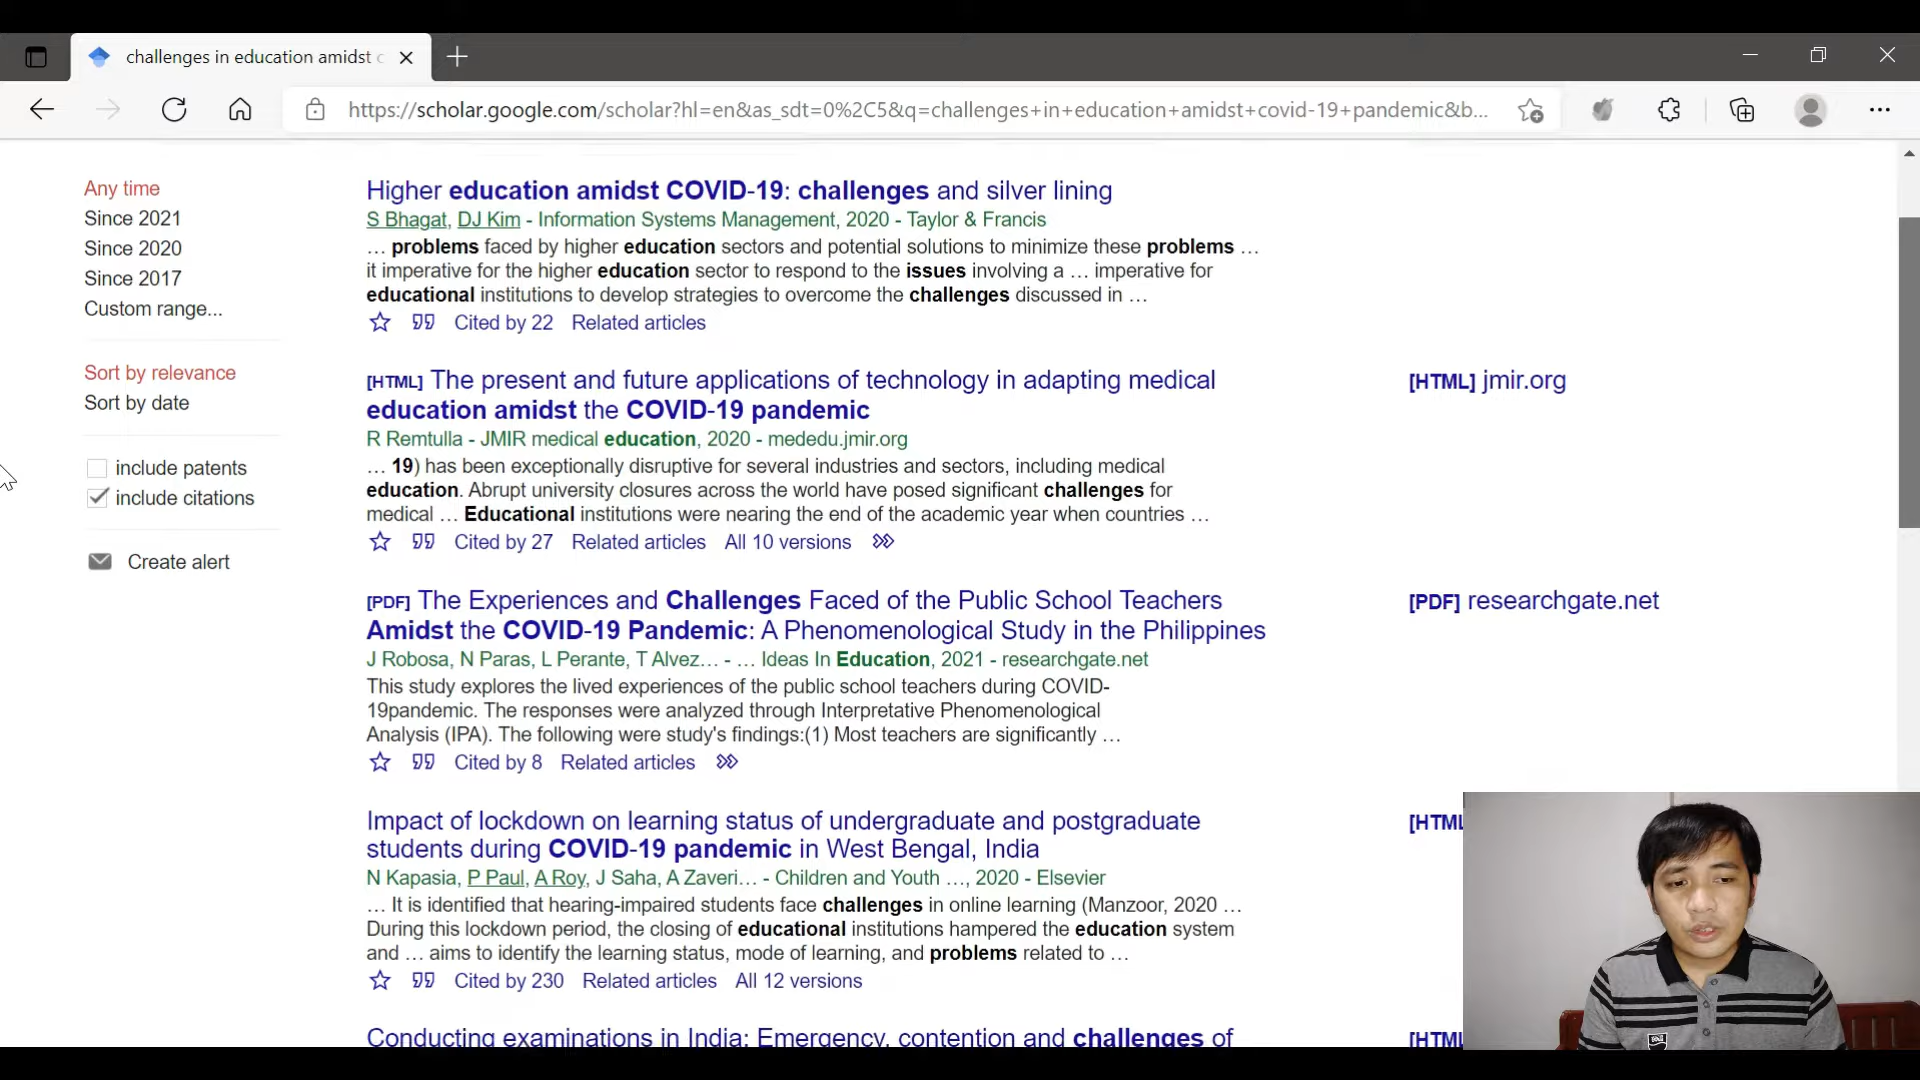 challenges in education amidst c
https://scholar.google.com/scholar?hl=en&as_sdt=0%2C5&q=challenges+in+education+amidst+covid-19+pandemic&b...
Any time
Since 2021
Since 2020
Since 2017
Custom range...
Sort by relevance
Sort by date
include patents
include citations
Create alert
Higher education amidst COVID-19: challenges and silver lining
S Bhagat, DJ Kim - Information Systems Management, 2020 - Taylor & Francis
… problems faced by higher education sectors and potential solutions to minimize these problems …
it imperative for the higher education sector to respond to the issues involving a … imperative for
educational institutions to develop strategies to overcome the challenges discussed in …
Cited by 22 Related articles
[HTML] The present and future applications of technology in adapting medical
education amidst the COVID-19 pandemic
R Remtulla - JMIR medical education, 2020 - mededu.jmir.org
… 19) has been exceptionally disruptive for several industries and sectors, including medical
education. Abrupt university closures across the world have posed significant challenges for
medical … Educational institutions were nearing the end of the academic year when countries …
Cited by 27 Related articles All 10 versions
[HTML] jmir.org
[PDF] The Experiences and Challenges Faced of the Public School Teachers
Amidst the COVID-19 Pandemic: A Phenomenological Study in the Philippines
J Robosa, N Paras, L Perante, T Alvez… - … Ideas In Education, 2021 - researchgate.net
This study explores the lived experiences of the public school teachers during COVID-
19pandemic. The responses were analyzed through Interpretative Phenomenological
Analysis (IPA). The following were study's findings:(1) Most teachers are significantly …
Cited by 8 Related articles
[PDF] researchgate.net
Impact of lockdown on learning status of undergraduate and postgraduate
students during COVID-19 pandemic in West Bengal, India
N Kapasia, P Paul, A Roy, J Saha, A Zaveri… - Children and Youth …, 2020 - Elsevier
… It is identified that hearing-impaired students face challenges in online learning (Manzoor, 2020 …
During this lockdown period, the closing of educational institutions hampered the education system
and … aims to identify the learning status, mode of learning, and problems related to …
Cited by 230 Related articles All 12 versions
[HTML
Conducting examinations in India: Emergency, contention and challenges of
[HTML